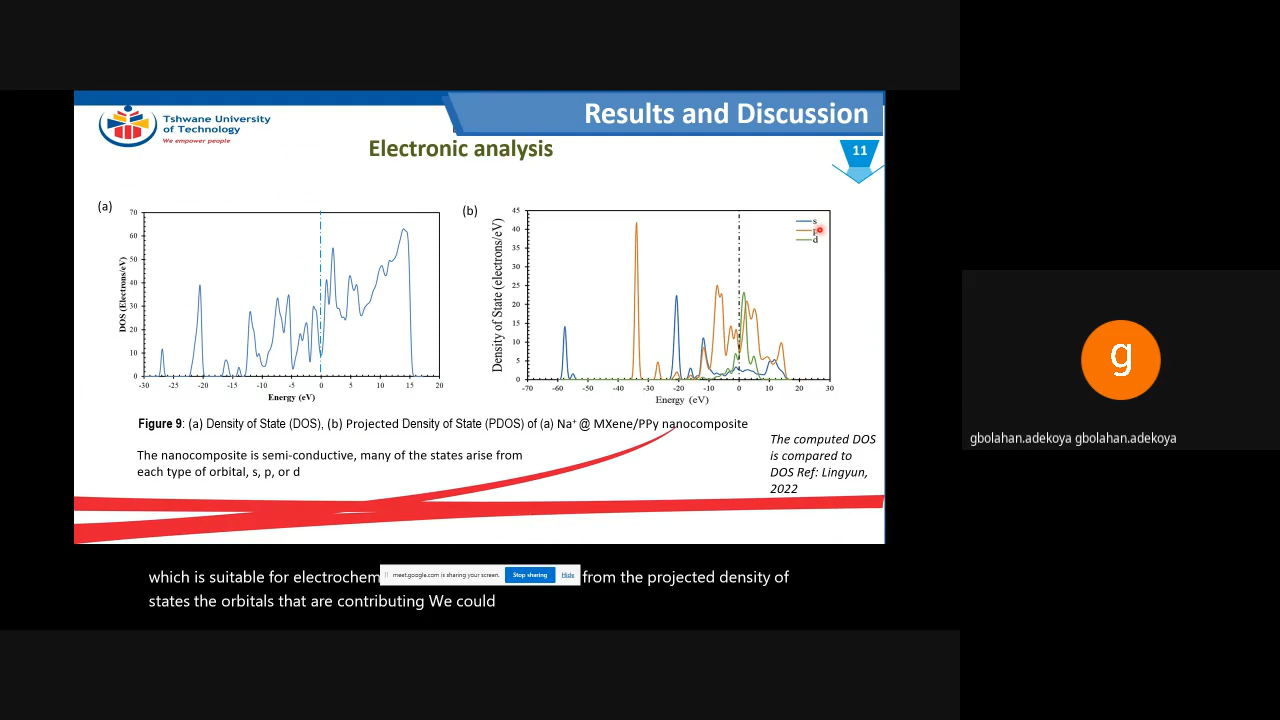 Results and Discussion
Tshwane University
of Technology
We empower people
Electronic analysis
11
(a)
70
60
50
40
30
20
10
0
DOS (Electrons/eV)
-30 -25 -20 -15 -10 -5 0 5 10 15 20
Energy (eV)
(b)
45
40
35
30
25
20
15
10
5
0
Density of State (electrons/eV)
-70 -60 -50 -40 -30 -20 -10 0 10 20 30
Energy (eV)
s
p
d
Figure 9: (a) Density of State (DOS), (b) Projected Density of State (PDOS) of (a) Na⁺ @ MXene/PPy nanocomposite
The nanocomposite is semi-conductive, many of the states arise from
each type of orbital, s, p, or d
The computed DOS
is compared to
DOS Ref: Lingyun,
2022
g
gbolahan.adekoya gbolahan.adekoya
which is suitable for electrochem
meet.google.com is sharing your screen. Stop sharing Hide
from the projected density of
states the orbitals that are contributing We could